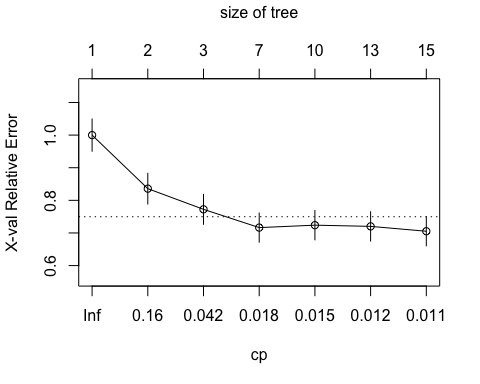 size of tree
1 2 3 7 10 13 15
X-val Relative Error
1.0
0.8
0.6
Inf 0.16 0.042 0.018 0.015 0.012 0.011
cp